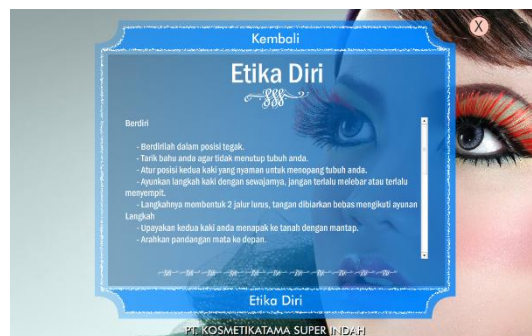 X
Kembali
Etika Diri
Berdiri
- Berdirilah dalam posisi tegak.
- Tarik bahu anda agar tidak menutup tubuh anda.
- Atur posisi kedua kaki yang nyaman untuk menopang tubuh anda.
- Ayunkan langkah kaki dengan sewajarnya, jangan terlalu melebar atau terlalu
menyempit.
- Langkahnya membentuk 2 jalur lurus, tangan dibiarkan bebas mengikuti ayunan
Langkah
- Upayakan kedua kaki anda menapak ke tanah dengan mantap.
- Arahkan pandangan mata ke depan.
Etika Diri
PT. KOSMETIKATAMA SUPER INDAH